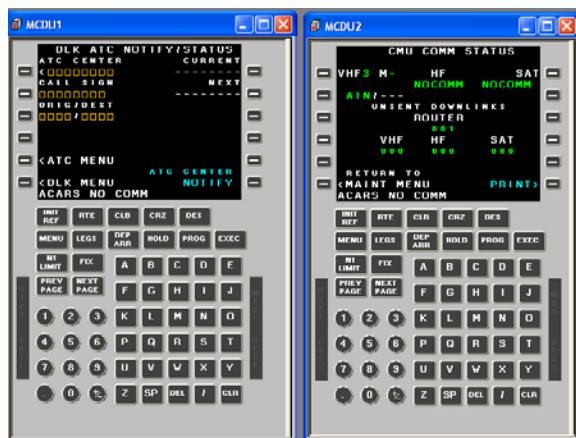 MCDU1
DLK ATC NOTIFY/STATUS
ATC CENTER CURRENT
<□□□□□□□□ --------
CALL SIGN NEXT
□□□□□□□□ --------
ORIG/DEST
□□□□/□□□□
<ATC MENU
ATC CENTER
<DLK MENU NOTIFY
ACARS NO COMM
INIT REF RTE CLB CRZ DES
MENU LEGS DEP ARR HOLD PROG EXEC
N1 LIMIT FIX
PREV PAGE NEXT PAGE
A B C D E
F G H I J
1 2 3 K L M N O
4 5 6 P Q R S T
7 8 9 U V W X Y
. 0 Z SP DEL / CLR
MCDU2
CMU COMM STATUS
VHF3 M- HF SAT
NOCOMM NOCOMM
ATN/---
UNSENT DOWNLINKS
ROUTER
001
VHF HF SAT
000 000 000
RETURN TO
<MAINT MENU PRINT>
ACARS NO COMM
INIT REF RTE CLB CRZ DES
MENU LEGS DEP ARR HOLD PROG EXEC
N1 LIMIT FIX
PREV PAGE NEXT PAGE
A B C D E
F G H I J
1 2 3 K L M N O
4 5 6 P Q R S T
7 8 9 U V W X Y
. 0 Z SP DEL / CLR